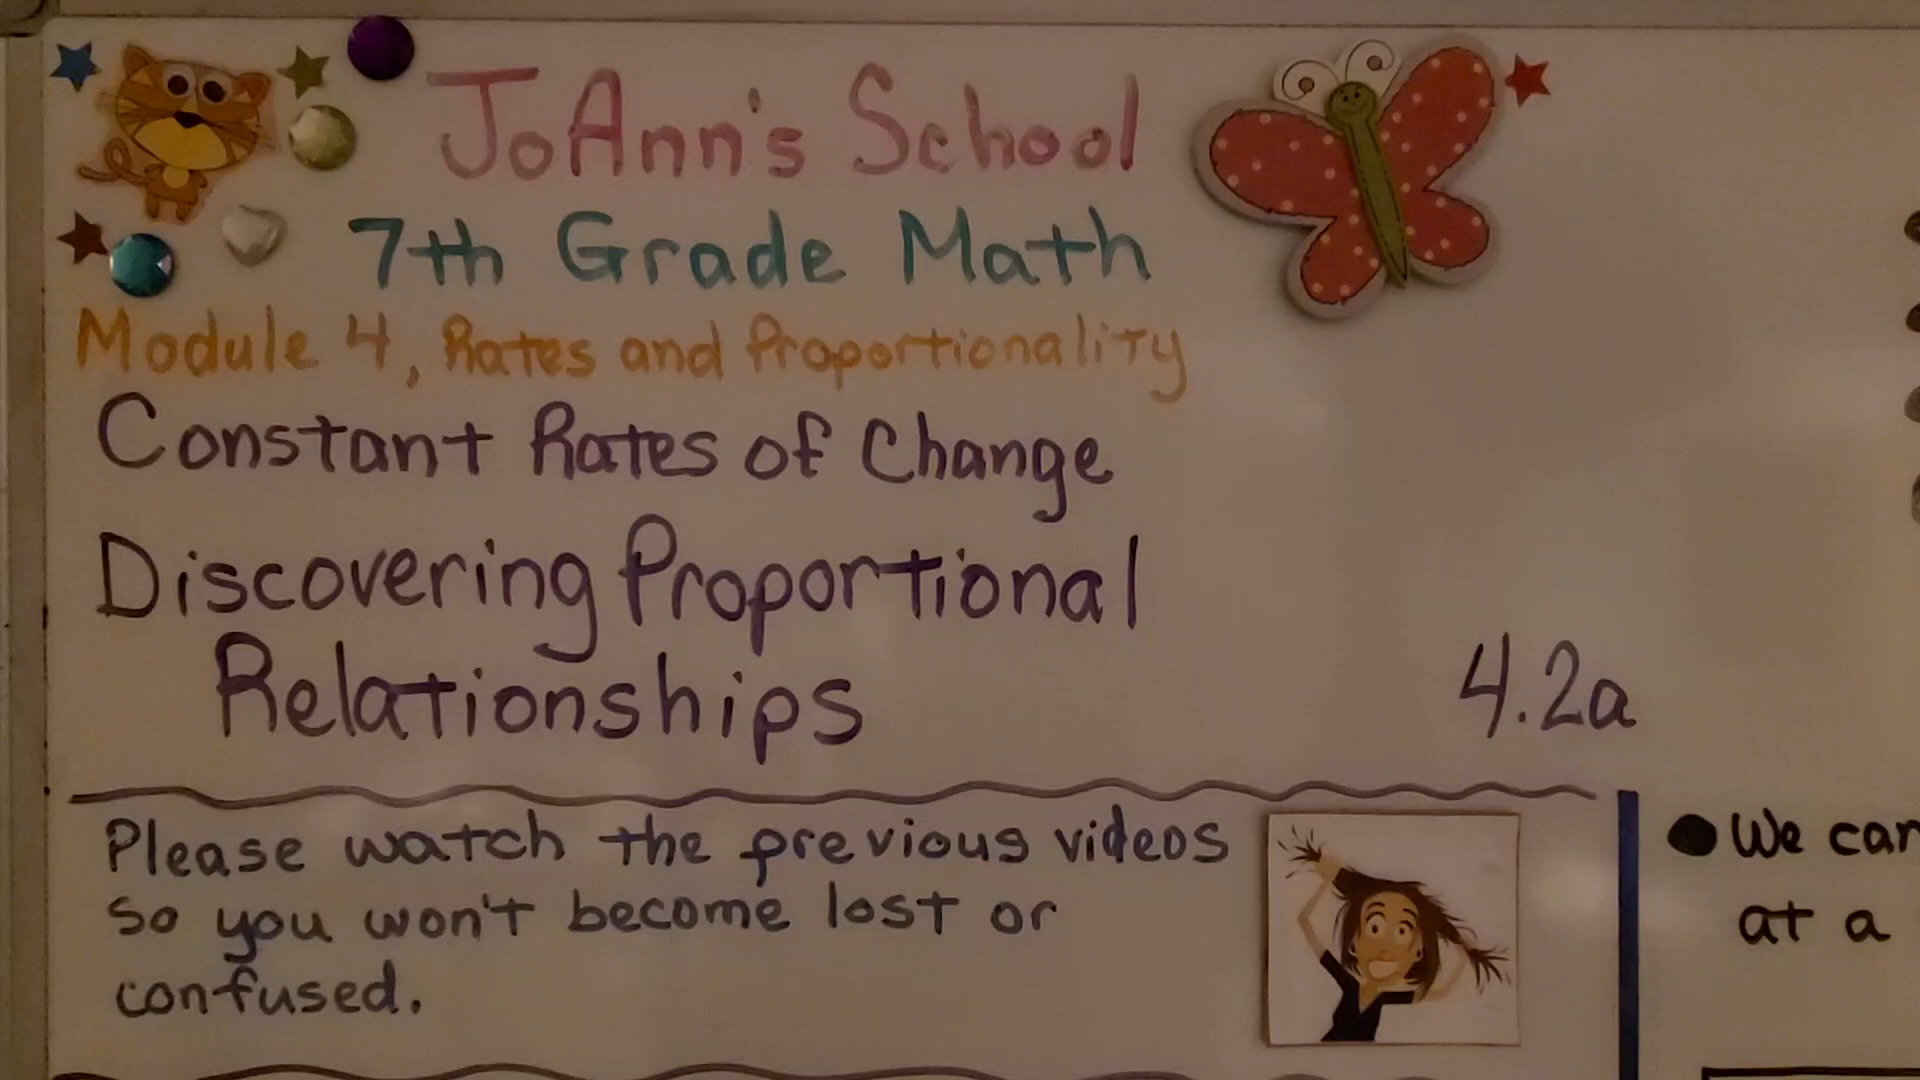 JoAnn's School
7th Grade Math
Module 4, Rates and Proportionality
Constant Rates of Change
Discovering Proportional
Relationships
4.2a
Please watch the previous videos
so you won't become lost or
confused.
We can
at a